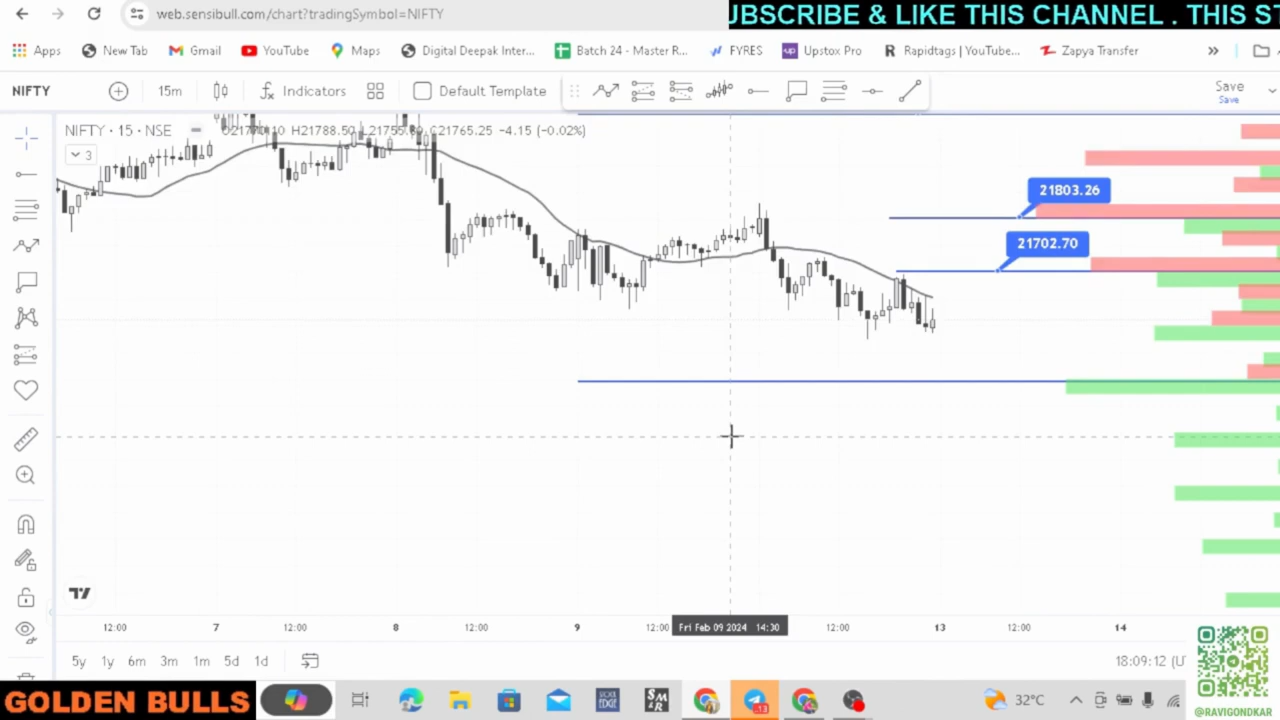 web.sensibull.com/chart?tradingSymbol=NIFTY
UBSCRIBE & LIKE THIS CHANNEL . THIS S
Apps New Tab Gmail YouTube Maps Digital Deepak Inter... Batch 24 - Master R... FYRES up Upstox Pro R Rapidtags | YouTube... Zapya Transfer »
NIFTY 15m Indicators Default Template Save
Save
NIFTY · 15 · NSE H21788.50 C21765.25 -4.15 (-0.02%)
3
21803.26
21702.70
12:00 7 12:00 8 12:00 9 12:00 Fri Feb 09 2024 14:30 12:00 13 12:00 14
5y 1y 6m 3m 1m 5d 1d 18:09:12 (U
GOLDEN BULLS 13 32°C
@RAVIGONDKAR